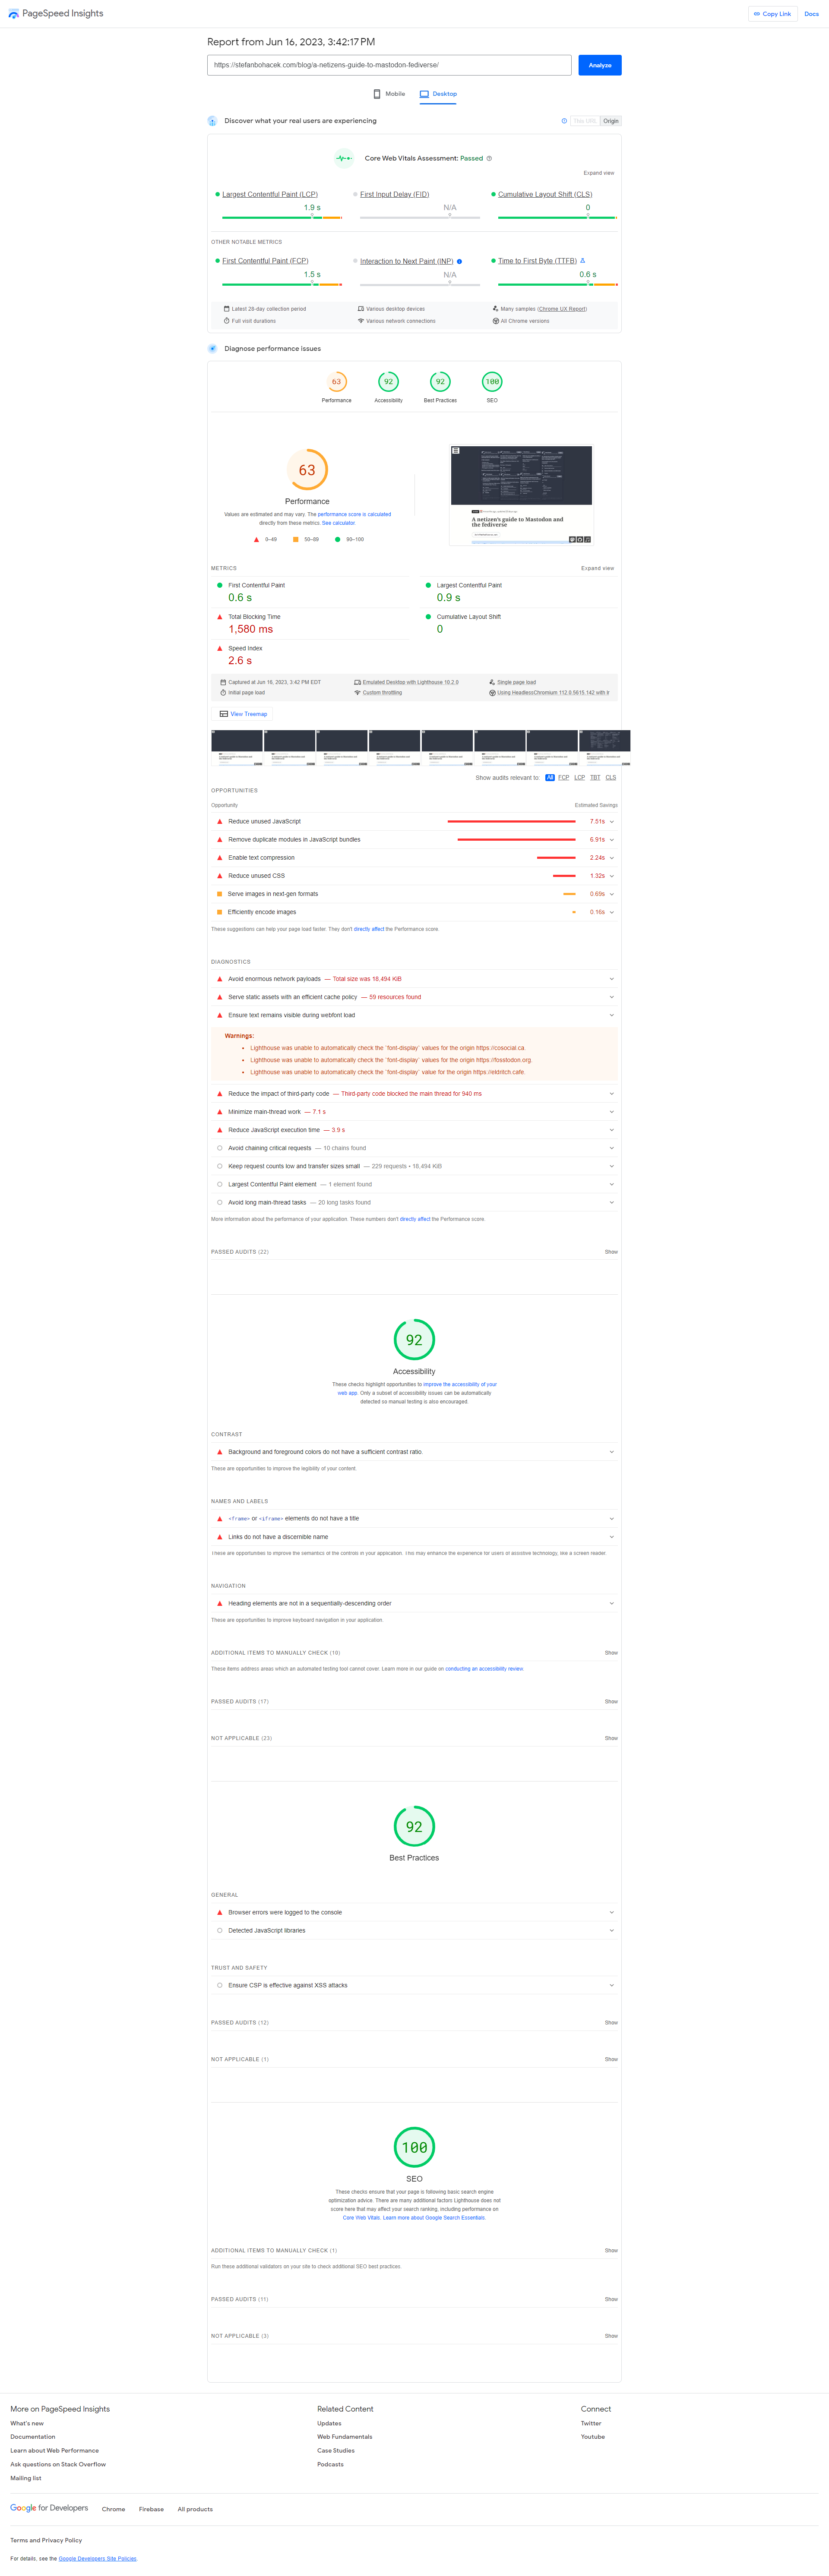 PageSpeed Insights
Copy Link
Docs
Report from Jun 16, 2023, 3:42:17 PM
https://stefanbohacek.com/blog/a-netizens-guide-to-mastodon-fediverse/
Analyze
Mobile
Desktop
Discover what your real users are experiencing
This URL
Origin
Core Web Vitals Assessment: Passed
Expand view
Largest Contentful Paint (LCP)
1.9 s
First Input Delay (FID)
N/A
Cumulative Layout Shift (CLS)
0
OTHER NOTABLE METRICS
First Contentful Paint (FCP)
1.5 s
Interaction to Next Paint (INP)
N/A
Time to First Byte (TTFB)
0.6 s
Latest 28-day collection period
Various desktop devices
Many samples (Chrome UX Report)
Full visit durations
Various network connections
All Chrome versions
Diagnose performance issues
63
92
92
100
Performance
Accessibility
Best Practices
SEO
63
Performance
Values are estimated and may vary. The performance score is calculated
directly from these metrics. See calculator.
0–49
50–89
90–100
A netizen's guide to Mastodon and
the fediverse
METRICS
Expand view
First Contentful Paint
0.6 s
Largest Contentful Paint
0.9 s
Total Blocking Time
1,580 ms
Cumulative Layout Shift
0
Speed Index
2.6 s
Captured at Jun 16, 2023, 3:42 PM EDT
Emulated Desktop with Lighthouse 10.2.0
Single page load
Initial page load
Custom throttling
Using HeadlessChromium 112.0.5615.142 with lr
View Treemap
Show audits relevant to:
All
FCP
LCP
TBT
CLS
OPPORTUNITIES
Opportunity
Estimated Savings
Reduce unused JavaScript
7.51s
Remove duplicate modules in JavaScript bundles
6.91s
Enable text compression
2.24s
Reduce unused CSS
1.32s
Serve images in next-gen formats
0.69s
Efficiently encode images
0.16s
These suggestions can help your page load faster. They don't directly affect the Performance score.
DIAGNOSTICS
Avoid enormous network payloads — Total size was 18,494 KiB
Serve static assets with an efficient cache policy — 59 resources found
Ensure text remains visible during webfont load
Warnings:
Lighthouse was unable to automatically check the `font-display` values for the origin https://cosocial.ca.
Lighthouse was unable to automatically check the `font-display` values for the origin https://fosstodon.org.
Lighthouse was unable to automatically check the `font-display` value for the origin https://eldritch.cafe.
Reduce the impact of third-party code — Third-party code blocked the main thread for 940 ms
Minimize main-thread work — 7.1 s
Reduce JavaScript execution time — 3.9 s
Avoid chaining critical requests — 10 chains found
Keep request counts low and transfer sizes small — 229 requests • 18,494 KiB
Largest Contentful Paint element — 1 element found
Avoid long main-thread tasks — 20 long tasks found
More information about the performance of your application. These numbers don't directly affect the Performance score.
PASSED AUDITS (22)
Show
92
Accessibility
These checks highlight opportunities to improve the accessibility of your
web app. Only a subset of accessibility issues can be automatically
detected so manual testing is also encouraged.
CONTRAST
Background and foreground colors do not have a sufficient contrast ratio.
These are opportunities to improve the legibility of your content.
NAMES AND LABELS
<frame> or <iframe> elements do not have a title
Links do not have a discernible name
These are opportunities to improve the semantics of the controls in your application. This may enhance the experience for users of assistive technology, like a screen reader.
NAVIGATION
Heading elements are not in a sequentially-descending order
These are opportunities to improve keyboard navigation in your application.
ADDITIONAL ITEMS TO MANUALLY CHECK (10)
Show
These items address areas which an automated testing tool cannot cover. Learn more in our guide on conducting an accessibility review.
PASSED AUDITS (17)
Show
NOT APPLICABLE (23)
Show
92
Best Practices
GENERAL
Browser errors were logged to the console
Detected JavaScript libraries
TRUST AND SAFETY
Ensure CSP is effective against XSS attacks
PASSED AUDITS (12)
Show
NOT APPLICABLE (1)
Show
100
SEO
These checks ensure that your page is following basic search engine
optimization advice. There are many additional factors Lighthouse does not
score here that may affect your search ranking, including performance on
Core Web Vitals. Learn more about Google Search Essentials.
ADDITIONAL ITEMS TO MANUALLY CHECK (1)
Show
Run these additional validators on your site to check additional SEO best practices.
PASSED AUDITS (11)
Show
NOT APPLICABLE (3)
Show
More on PageSpeed Insights
What's new
Documentation
Learn about Web Performance
Ask questions on Stack Overflow
Mailing list
Related Content
Updates
Web Fundamentals
Case Studies
Podcasts
Connect
Twitter
Youtube
Google for Developers
Chrome
Firebase
All products
Terms and Privacy Policy
For details, see the Google Developers Site Policies.